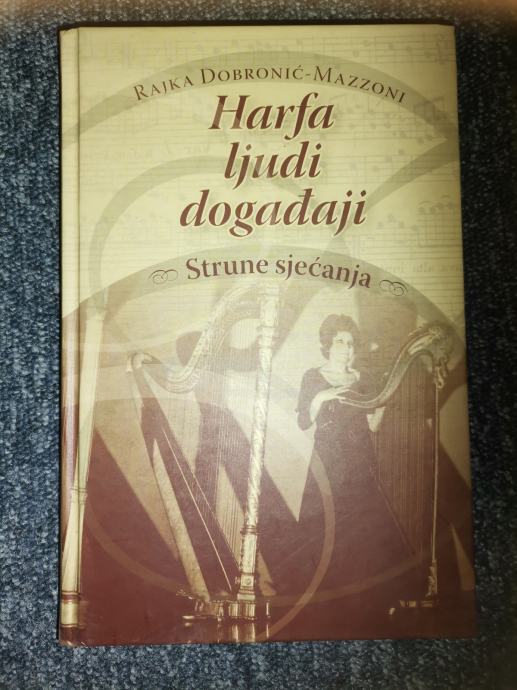 RAJKA DOBRONIĆ-MAZZONI
Harfa
ljudi
događaji
Strune sjećanja